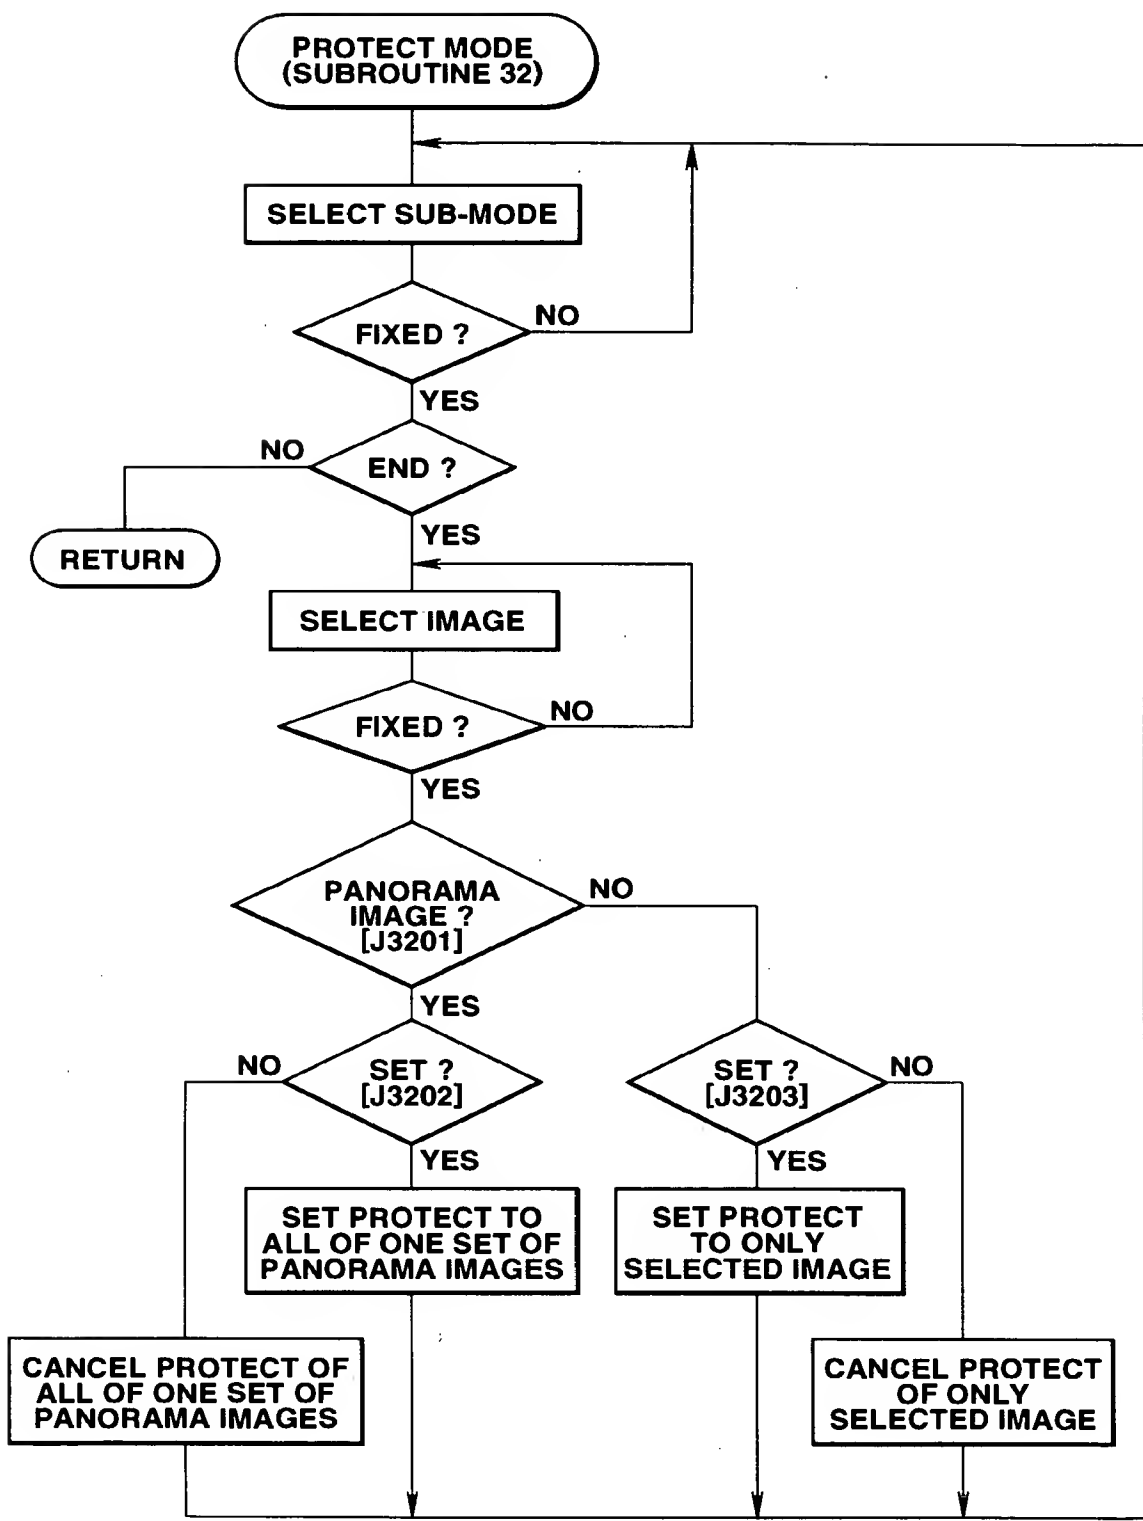 PROTECT MODE
(SUBROUTINE 32)
SELECT SUB-MODE
FIXED ?
NO
YES
NO
END ?
YES
RETURN
SELECT IMAGE
FIXED ?
NO
YES
PANORAMA
IMAGE ?
[J3201]
NO
YES
NO
SET ?
[J3202]
YES
SET ?
[J3203]
NO
YES
SET PROTECT TO
ALL OF ONE SET OF
PANORAMA IMAGES
SET PROTECT
TO ONLY
SELECTED IMAGE
CANCEL PROTECT OF
ALL OF ONE SET OF
PANORAMA IMAGES
CANCEL PROTECT
OF ONLY
SELECTED IMAGE